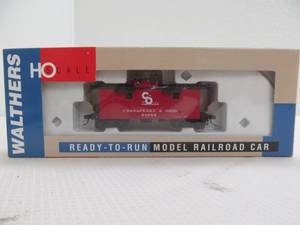 WALTHERS
HO SCALE
C&O
CHESAPEAKE & OHIO
READY-TO-RUN MODEL RAILROAD CAR